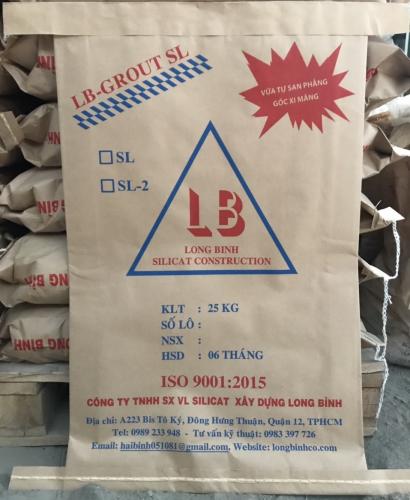 LB-GROUT SL
VỮA TỰ SAN PHẲNG
GỐC XI MĂNG
SL
SL-2
LB
LONG BINH
SILICAT CONSTRUCTION
KLT : 25 KG
SỐ LÔ :
NSX :
HSD : 06 THÁNG
ISO 9001:2015
CÔNG TY TNHH SX VL SILICAT XÂY DỰNG LONG BÌNH
Địa chỉ: A223 Bis Tô Ký, Đông Hưng Thuận, Quận 12, TPHCM
Tel: 0989 233 948 - Tư vấn kỹ thuật: 0983 397 726
Email: haibinh051081@gmail.com, Website: longbinhco.com